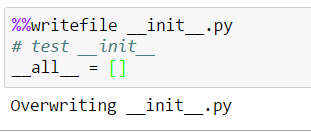 %%writefile __init__.py
# test __init__
__all__ = []
Overwriting __init__.py